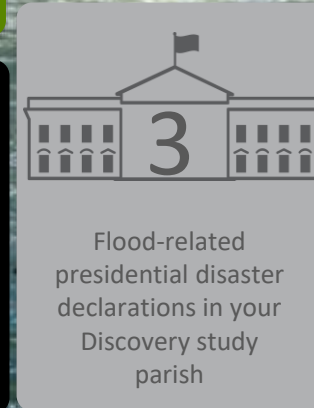 3
Flood-related
presidential disaster
declarations in your
Discovery study
parish